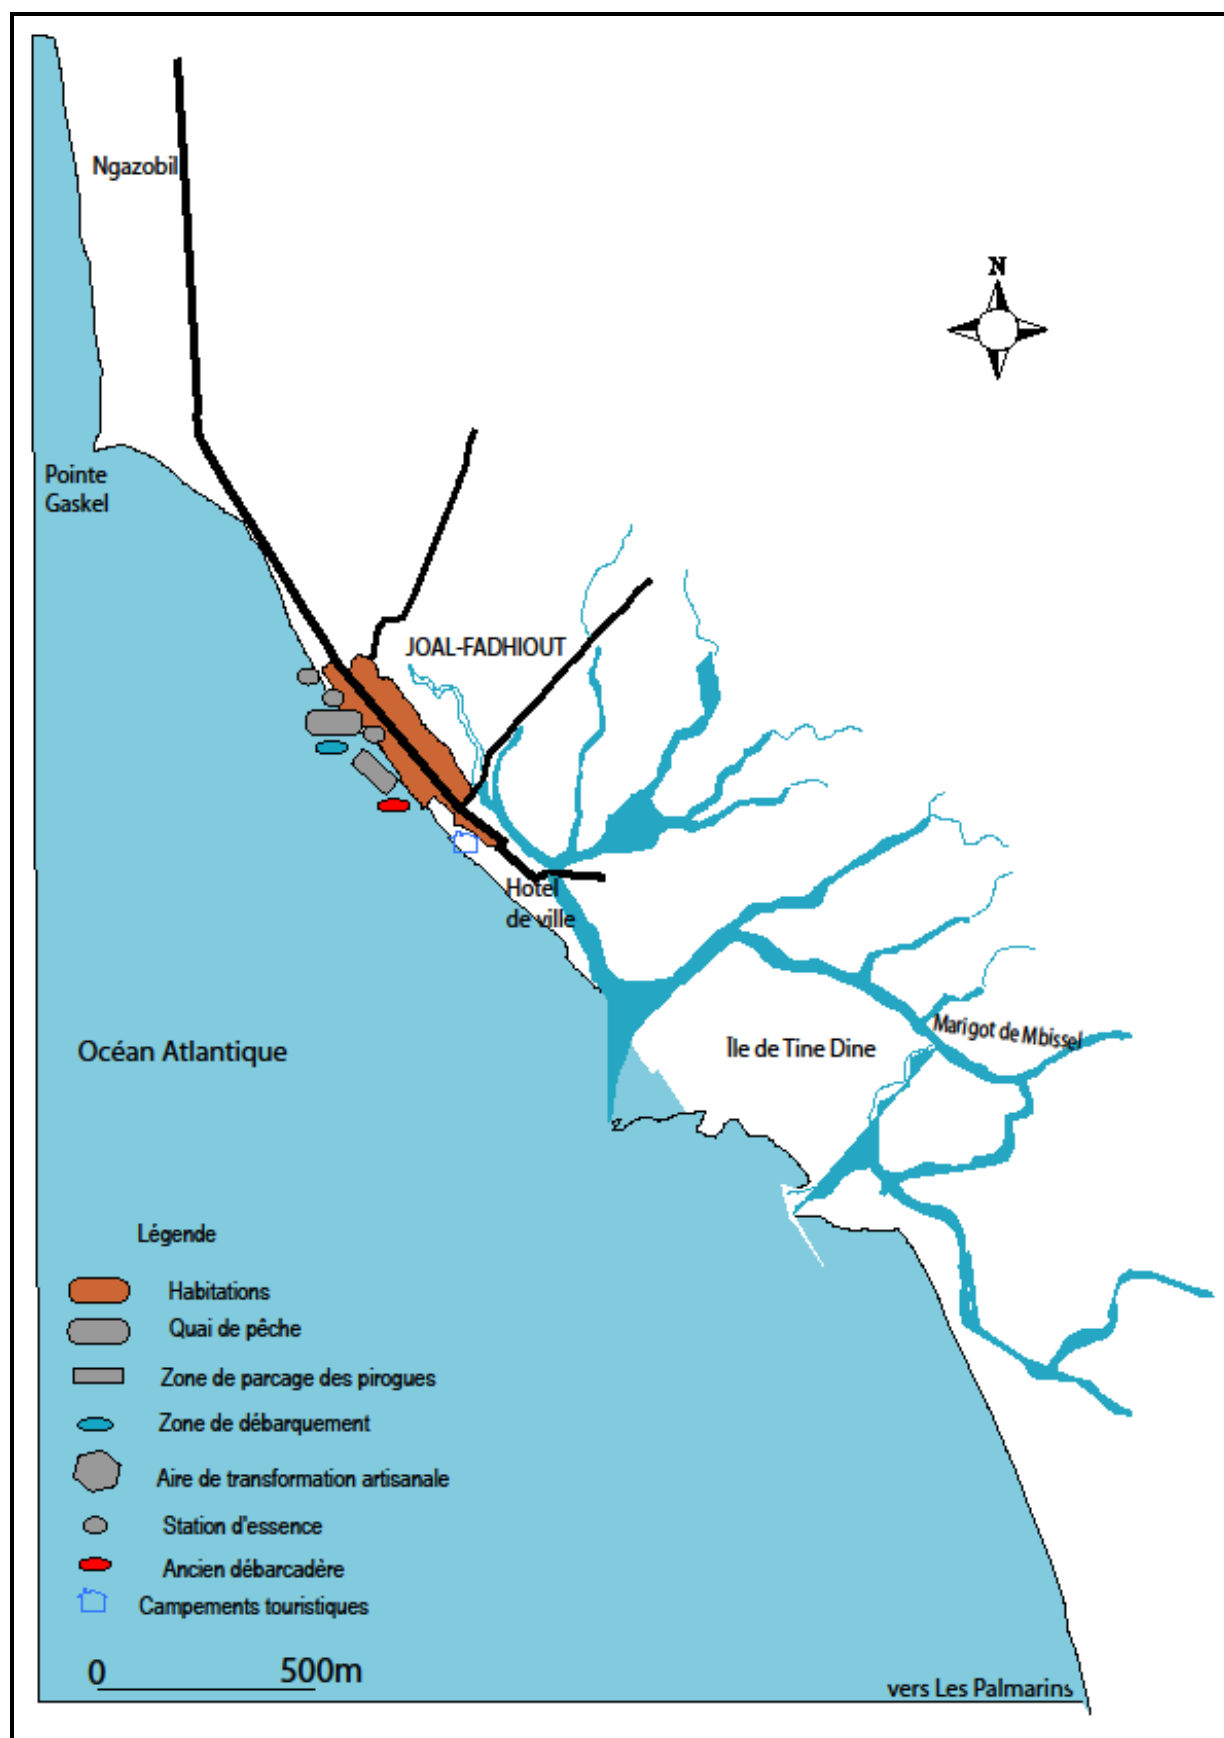 Ngazobil
N
Pointe
Gaskel
JOAL-FADHIOUT
Hotel
de ville
Marigot de Mbissel
Océan Atlantique
île de Tine Dine
Légende
Habitations
Quai de pêche
Zone de parcage des pirogues
Zone de débarquement
Aire de transformation artisanale
Station d'essence
Ancien débarcadère
Campements touristiques
0 500m
vers Les Palmarins